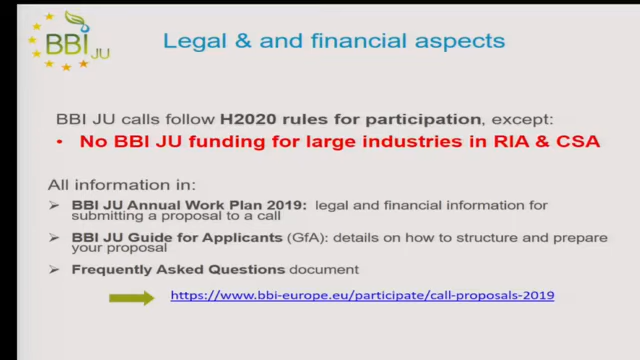 BBI JU
Legal & and financial aspects
BBI JU calls follow H2020 rules for participation, except:
• No BBI JU funding for large industries in RIA & CSA
All information in:
➢ BBI JU Annual Work Plan 2019: legal and financial information for
submitting a proposal to a call
➢ BBI JU Guide for Applicants (GfA): details on how to structure and prepare
your proposal
➢ Frequently Asked Questions document
https://www.bbi-europe.eu/participate/call-proposals-2019